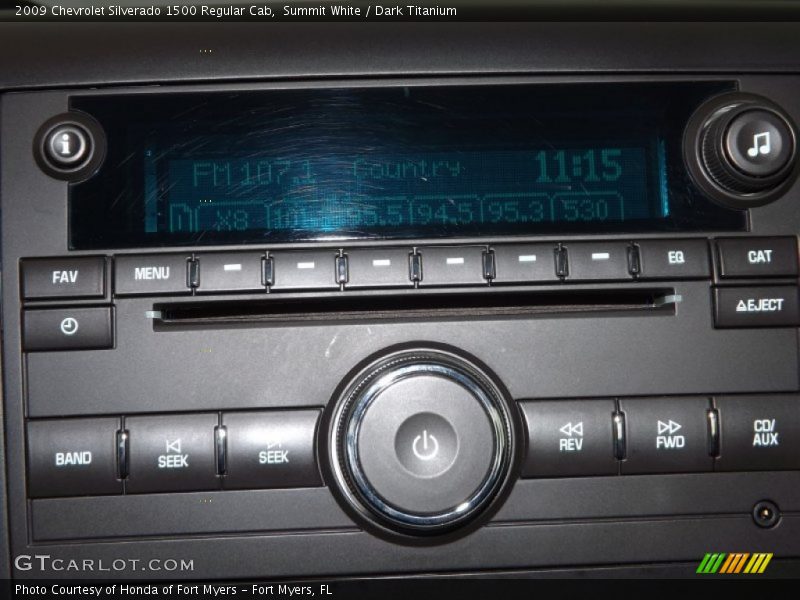 2009 Chevrolet Silverado 1500 Regular Cab, Summit White / Dark Titanium
i
FM 107.1 Country 11:15
96.5 94.5 95.3 530
FAV MENU EQ CAT
EJECT
BAND SEEK SEEK REV FWD CD/
AUX
GTCARLOT.COM
Photo Courtesy of Honda of Fort Myers - Fort Myers, FL